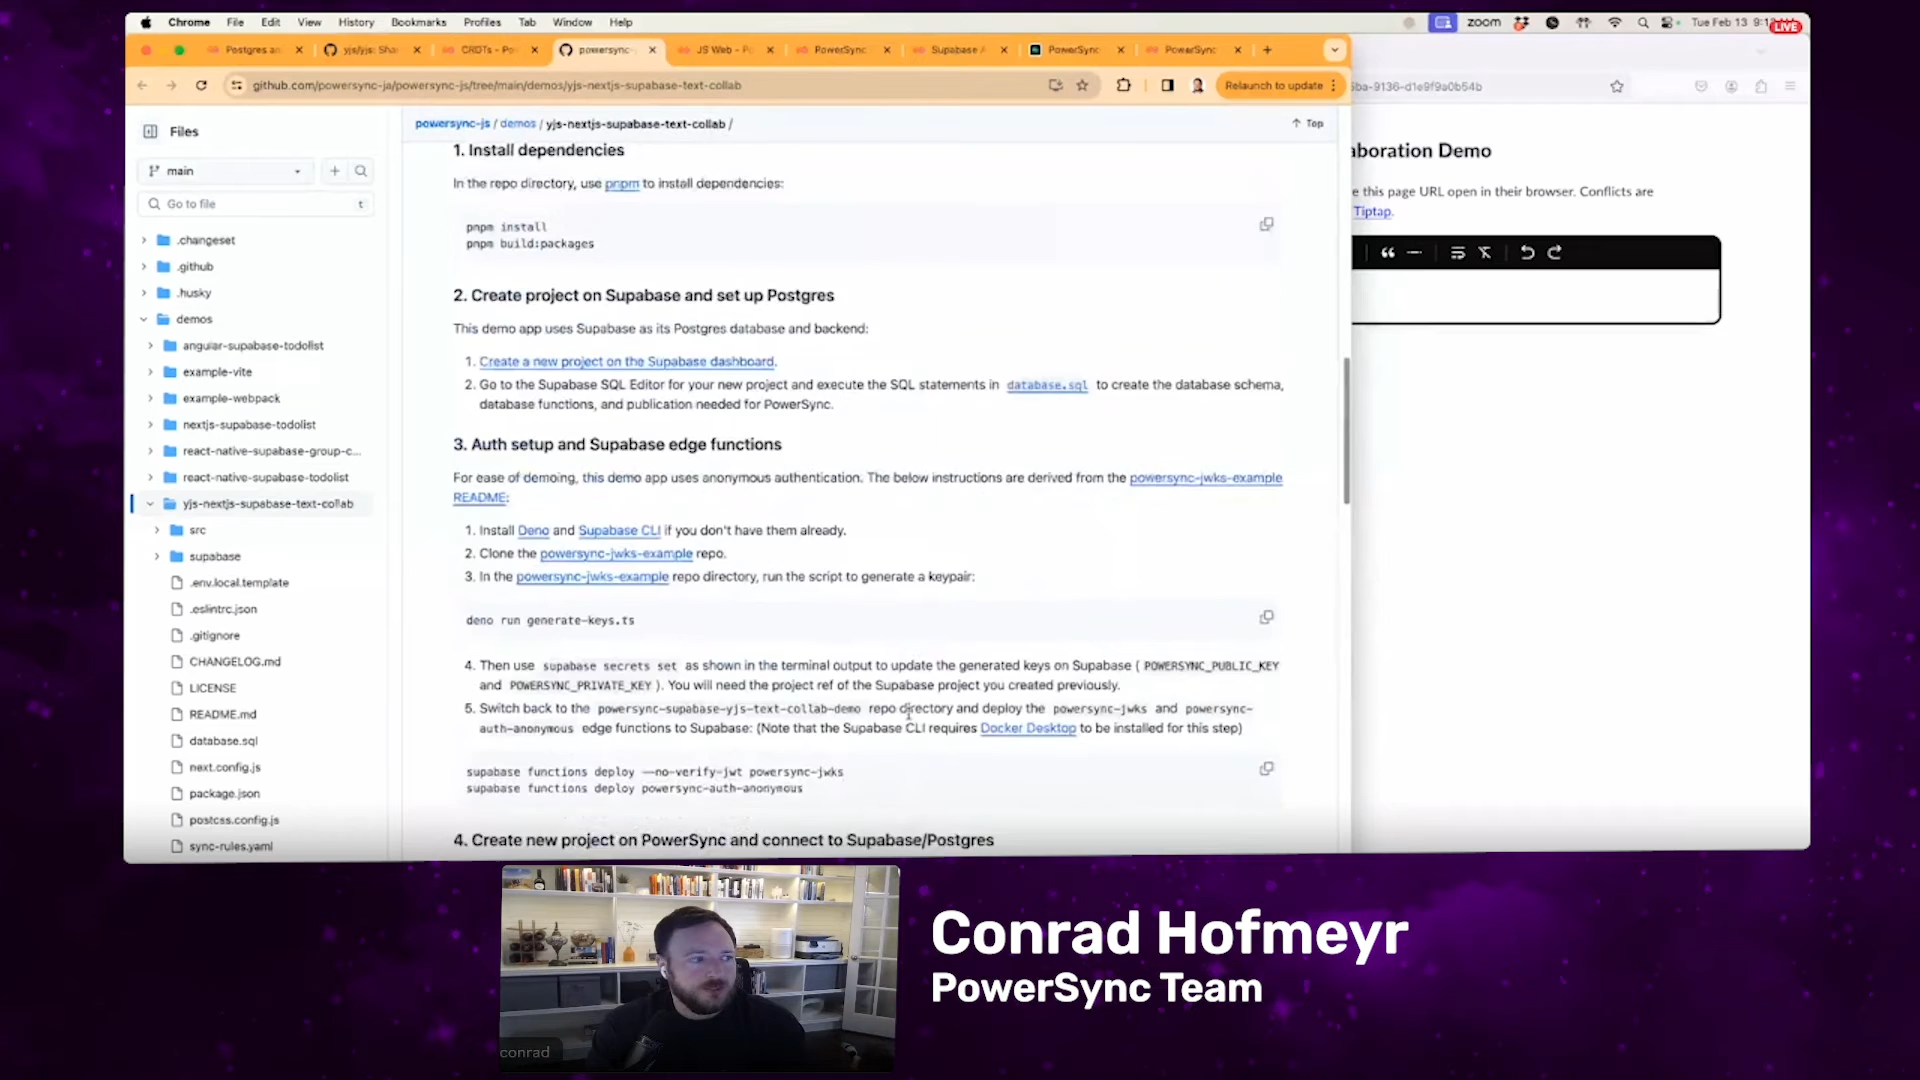 Chrome File Edit View History Bookmarks Profiles Tab Window Help
zoom
Tue Feb 13
LIVE
Postgres an
yjs/yjs: Sha
CRDTs - Po
powersync-
JS Web - P
PowerSync
Supabase
PowerSync
PowerSync
github.com/powersync-ja/powersync-js/tree/main/demos/yjs-nextjs-supabase-text-collab
Relaunch to update
5ba-9136-d1e9f9a0b54b
Files
main
Go to file
t
.changeset
.github
.husky
demos
angular-supabase-todolist
example-vite
example-webpack
nextjs-supabase-todolist
react-native-supabase-group-c...
react-native-supabase-todolist
yjs-nextjs-supabase-text-collab
src
supabase
.env.local.template
.eslintrc.json
.gitignore
CHANGELOG.md
LICENSE
README.md
database.sql
next.config.js
package.json
postcss.config.js
sync-rules.yaml
powersync-js / demos / yjs-nextjs-supabase-text-collab /
Top
1. Install dependencies
In the repo directory, use pnpm to install dependencies:
pnpm install
pnpm build:packages
2. Create project on Supabase and set up Postgres
This demo app uses Supabase as its Postgres database and backend:
1. Create a new project on the Supabase dashboard.
2. Go to the Supabase SQL Editor for your new project and execute the SQL statements in database.sql to create the database schema,
database functions, and publication needed for PowerSync.
3. Auth setup and Supabase edge functions
For ease of demoing, this demo app uses anonymous authentication. The below instructions are derived from the powersync-jwks-example
README:
1. Install Deno and Supabase CLI if you don't have them already.
2. Clone the powersync-jwks-example repo.
3. In the powersync-jwks-example repo directory, run the script to generate a keypair:
deno run generate-keys.ts
4. Then use supabase secrets set as shown in the terminal output to update the generated keys on Supabase ( POWERSYNC_PUBLIC_KEY
and POWERSYNC_PRIVATE_KEY ). You will need the project ref of the Supabase project you created previously.
5. Switch back to the powersync-supabase-yjs-text-collab-demo repo directory and deploy the powersync-jwks and powersync-
auth-anonymous edge functions to Supabase: (Note that the Supabase CLI requires Docker Desktop to be installed for this step)
supabase functions deploy --no-verify-jwt powersync-jwks
supabase functions deploy powersync-auth-anonymous
4. Create new project on PowerSync and connect to Supabase/Postgres
aboration Demo
e this page URL open in their browser. Conflicts are
Tiptap.
conrad
Conrad Hofmeyr
PowerSync Team